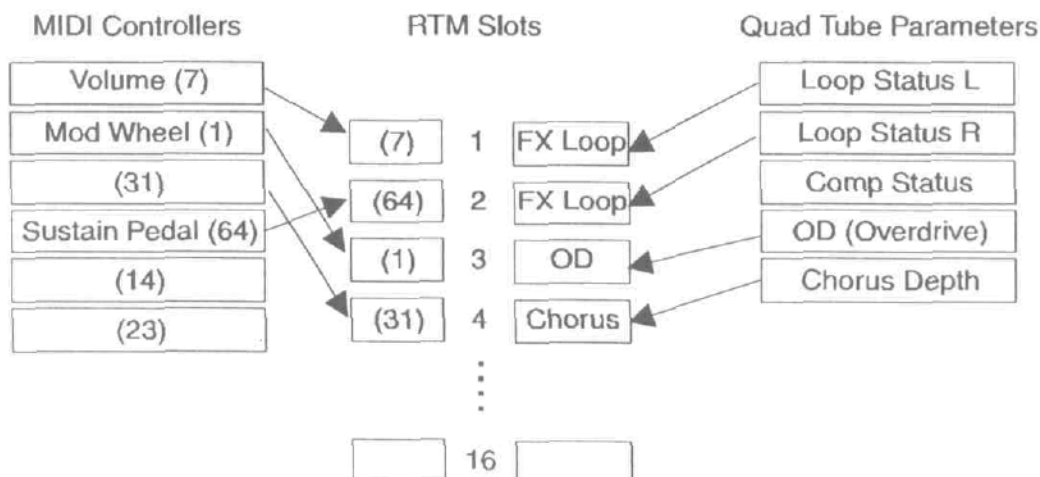 MIDI Controllers
RTM Slots
Quad Tube Parameters
Volume (7)
Mod Wheel (1)
(31)
Sustain Pedal (64)
(14)
(23)
(7) 1 FX Loop
(64) 2 FX Loop
(1) 3 OD
(31) 4 Chorus
16
Loop Status L
Loop Status R
Comp Status
OD (Overdrive)
Chorus Depth